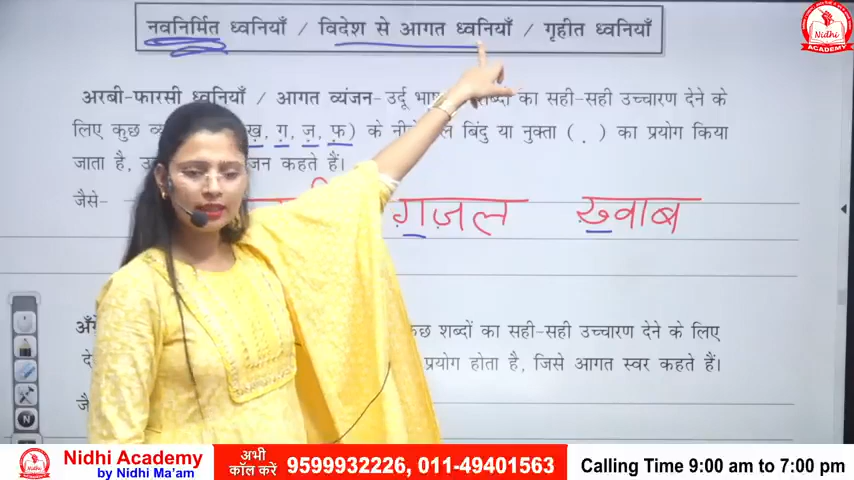 नवनिर्मित ध्वनियाँ / विदेश से आगत ध्वनियाँ / गृहीत ध्वनियाँ
Nidhi
ACADEMY
अरबी-फारसी ध्वनियाँ / आगत व्यंजन- उर्दू का सही-सही उच्चारण देने के
लिए कुछ ख़, ग़, ज़, फ़) के बिंदु या नुक्ता ( . ) का प्रयोग किया
जाता है, कहते हैं।
जैसे- ग़ज़ल ख़्वाब
शब्दों का सही-सही उच्चारण देने के लिए
प्रयोग होता है, जिसे आगत स्वर कहते हैं।
N
Nidhi Academy
by Nidhi Ma'am
अभी
कॉल करें
9599932226, 011-49401563
Calling Time 9:00 am to 7:00 pm